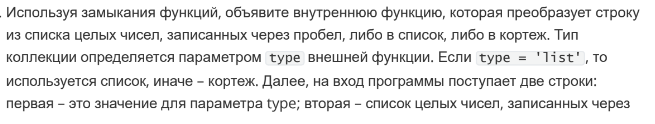 . Используя замыкания функций, объявите внутреннюю функцию, которая преобразует строку
из списка целых чисел, записанных через пробел, либо в список, либо в кортеж. Тип
коллекции определяется параметром type внешней функции. Если type = 'list', то
используется список, иначе – кортеж. Далее, на вход программы поступает две строки:
первая – это значение для параметра type; вторая – список целых чисел, записанных через